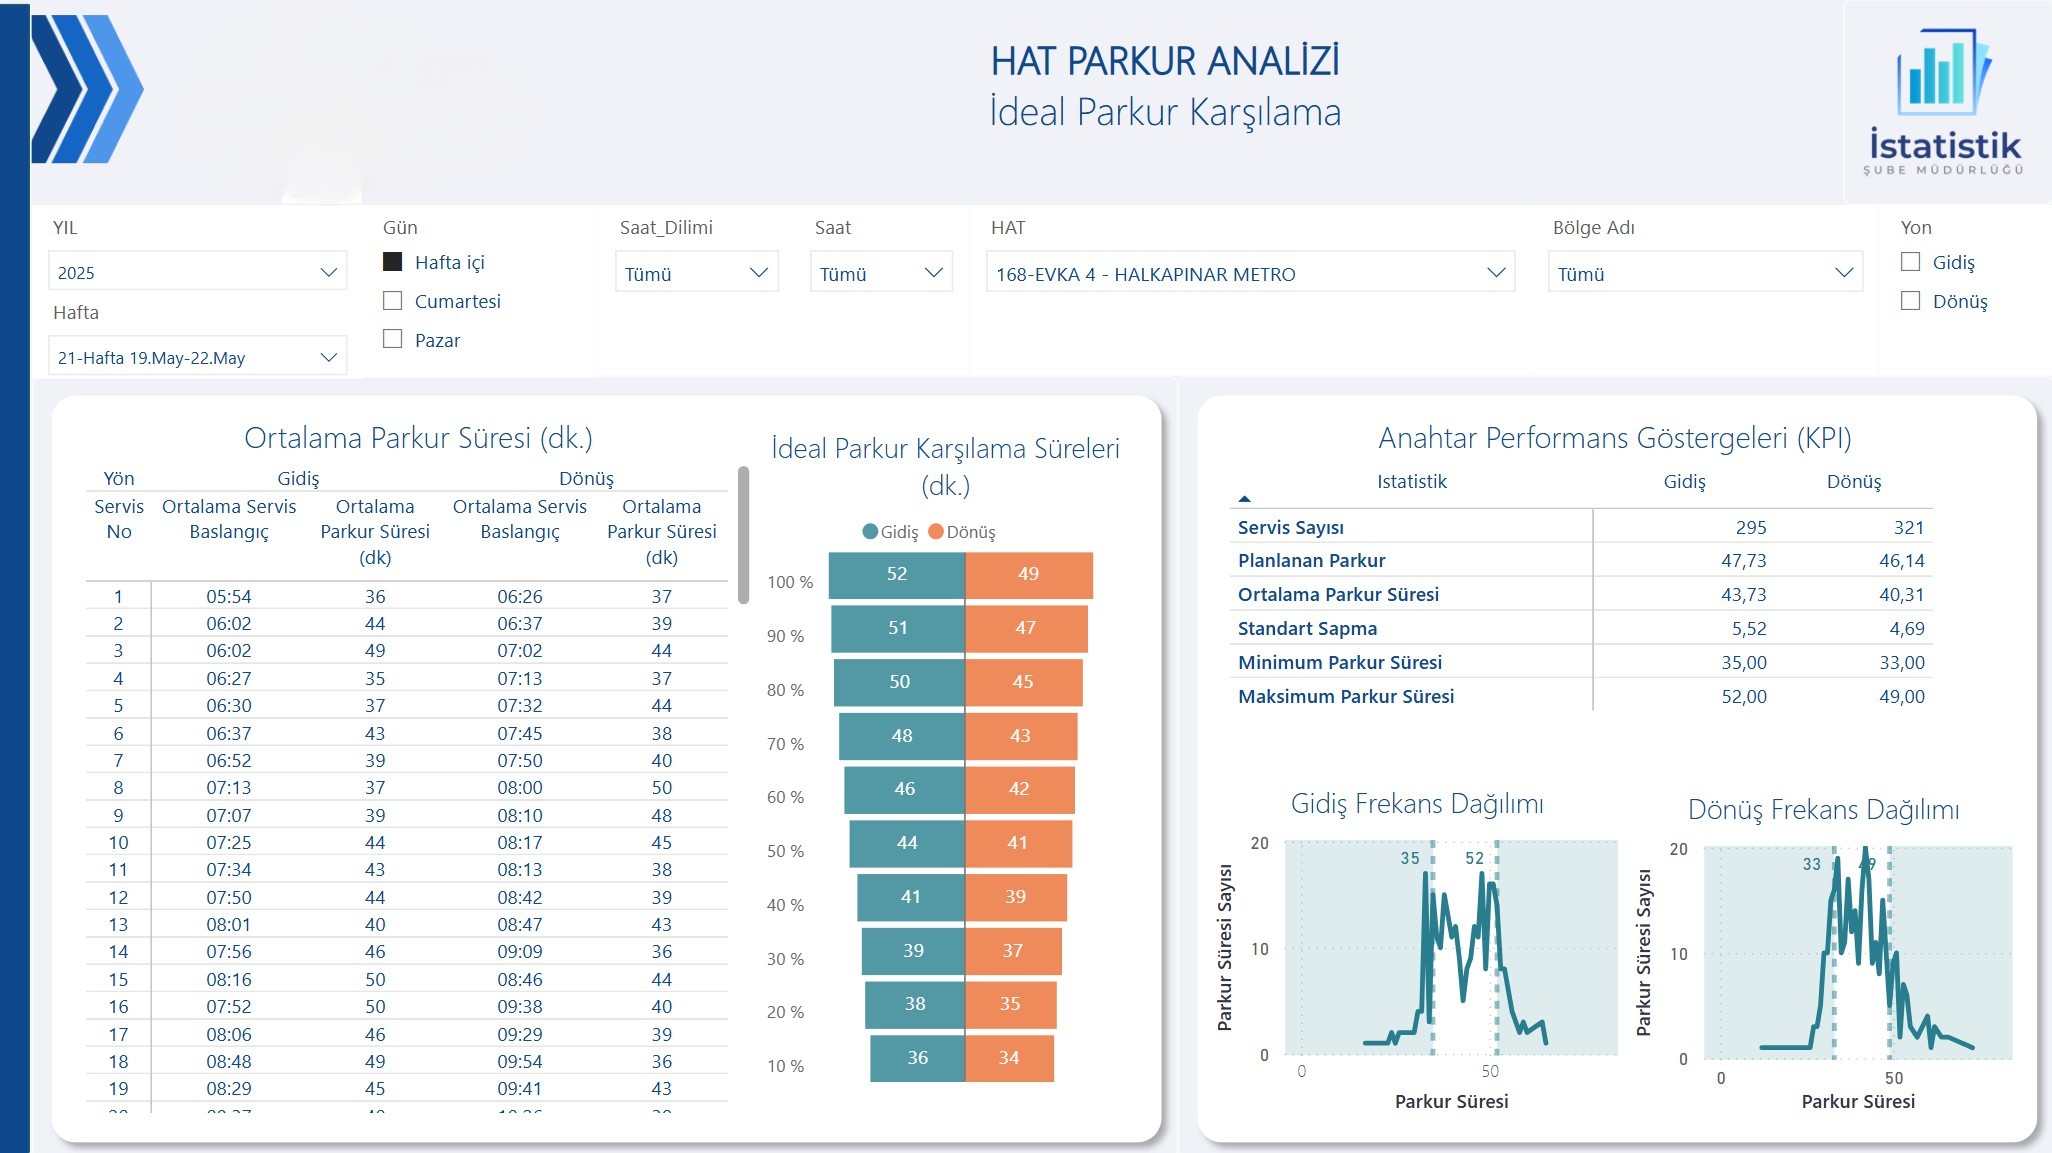 HAT PARKUR ANALİZİ
İdeal Parkur Karşılama
İstatistik
ŞUBE MÜDÜRLÜĞÜ
YIL
2025
Hafta
21-Hafta 19.May-22.May
Gün
Hafta içi
Cumartesi
Pazar
Saat_Dilimi
Tümü
Saat
Tümü
HAT
168-EVKA 4 - HALKAPINAR METRO
Bölge Adı
Tümü
Yon
Gidiş
Dönüş
Ortalama Parkur Süresi (dk.)
Yön Gidiş Dönüş
Servis No Ortalama Servis Baslangıç Ortalama Parkur Süresi (dk) Ortalama Servis Baslangıç Ortalama Parkur Süresi (dk)
1 05:54 36 06:26 37
2 06:02 44 06:37 39
3 06:02 49 07:02 44
4 06:27 35 07:13 37
5 06:30 37 07:32 44
6 06:37 43 07:45 38
7 06:52 39 07:50 40
8 07:13 37 08:00 50
9 07:07 39 08:10 48
10 07:25 44 08:17 45
11 07:34 43 08:13 38
12 07:50 44 08:42 39
13 08:01 40 08:47 43
14 07:56 46 09:09 36
15 08:16 50 08:46 44
16 07:52 50 09:38 40
17 08:06 46 09:29 39
18 08:48 49 09:54 36
19 08:29 45 09:41 43
İdeal Parkur Karşılama Süreleri
(dk.)
Gidiş Dönüş
100 % 52 49
90 % 51 47
80 % 50 45
70 % 48 43
60 % 46 42
50 % 44 41
40 % 41 39
30 % 39 37
20 % 38 35
10 % 36 34
Anahtar Performans Göstergeleri (KPI)
Istatistik Gidiş Dönüş
Servis Sayısı 295 321
Planlanan Parkur 47,73 46,14
Ortalama Parkur Süresi 43,73 40,31
Standart Sapma 5,52 4,69
Minimum Parkur Süresi 35,00 33,00
Maksimum Parkur Süresi 52,00 49,00
Gidiş Frekans Dağılımı
Parkur Süresi Sayısı
20
10
0
35 52
0 50
Parkur Süresi
Dönüş Frekans Dağılımı
Parkur Süresi Sayısı
20
10
0
33 49
0 50
Parkur Süresi